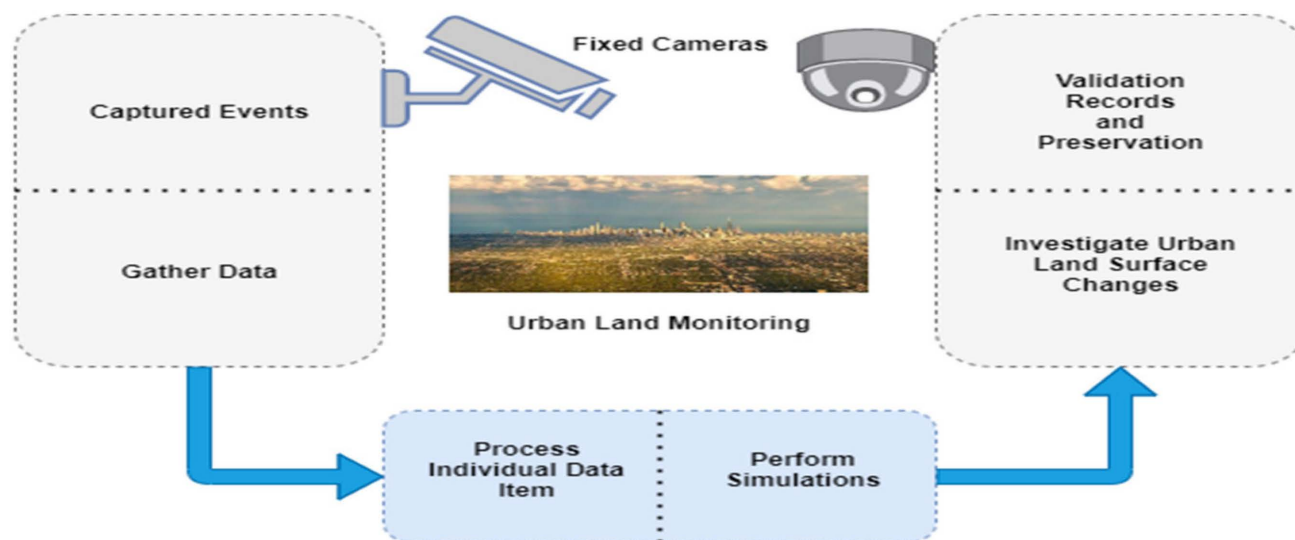 Fixed Cameras
Captured Events
Gather Data
Urban Land Monitoring
Process
Individual Data
Item
Perform
Simulations
Validation
Records
and
Preservation
Investigate Urban
Land Surface
Changes